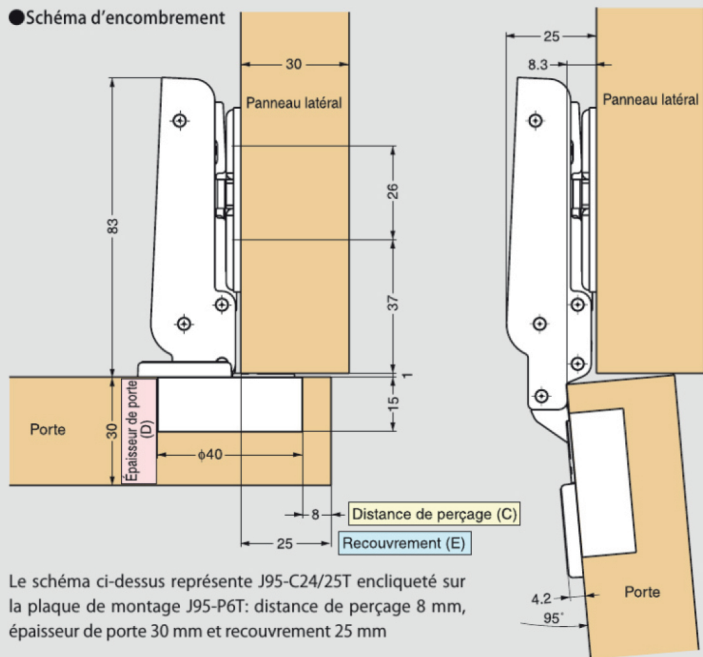 ●Schéma d'encombrement
30
Panneau latéral
83
26
37
1
15
Porte
30
Épaisseur de porte
(D)
ϕ40
8
Distance de perçage (C)
25
Recouvrement (E)
25
8.3
Panneau latéral
4.2
95°
Porte
Le schéma ci-dessus représente J95-C24/25T encliqueté sur
la plaque de montage J95-P6T: distance de perçage 8 mm,
épaisseur de porte 30 mm et recouvrement 25 mm